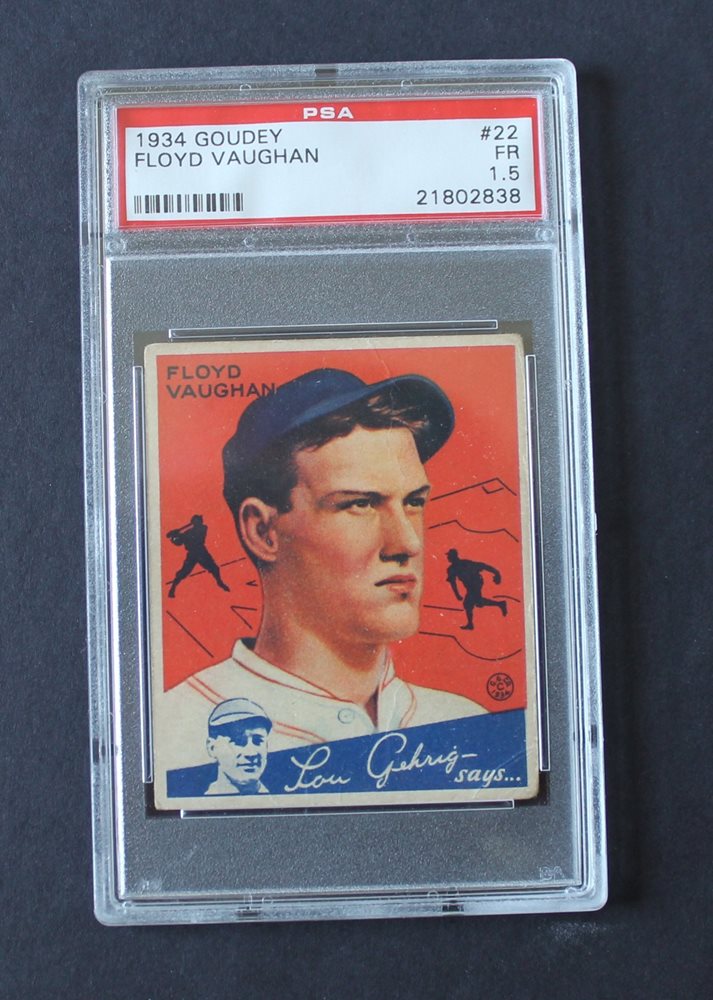 PSA
1934 GOUDEY #22
FLOYD VAUGHAN FR
1.5
21802838
FLOYD
VAUGHAN
Lou Gehrig—
says...